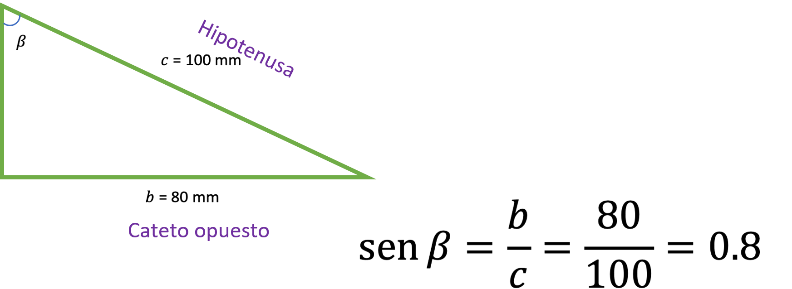 β
Hipotenusa
c = 100 mm
b = 80 mm
Cateto opuesto
sen β = b/c = 80/100 = 0.8